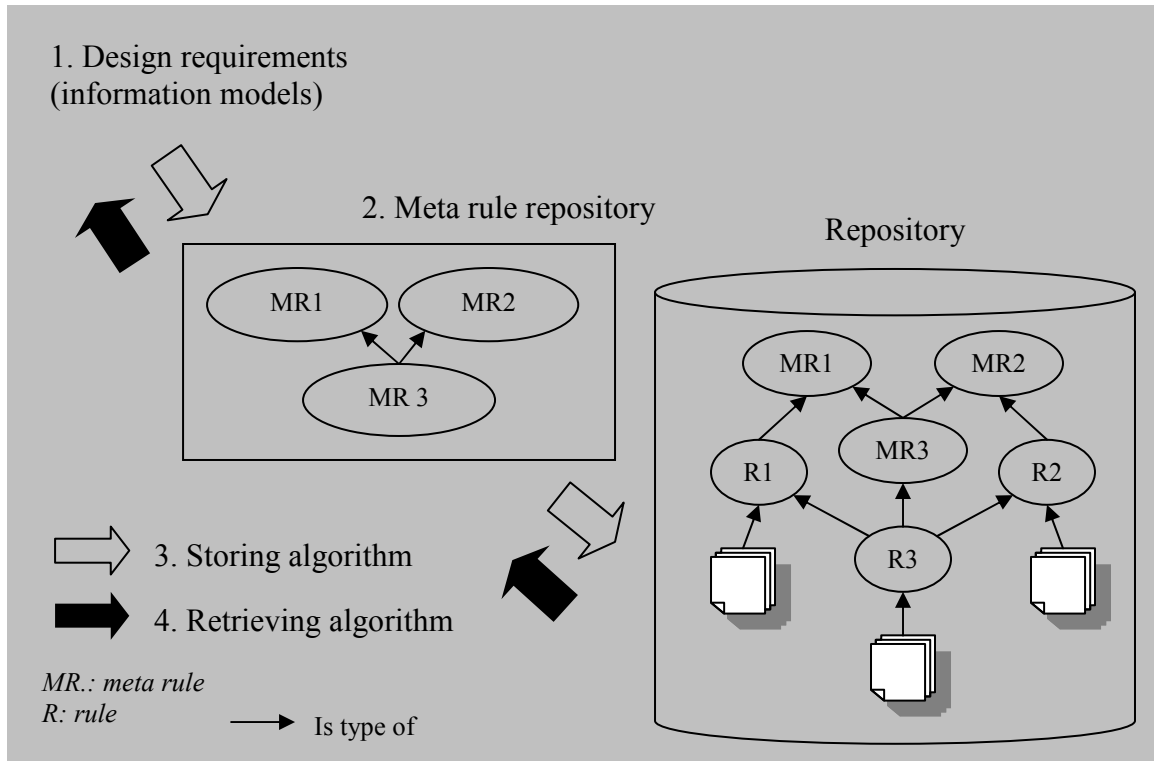 1. Design requirements
(information models)
2. Meta rule repository
Repository
MR1
MR2
MR 3
MR1
MR2
MR3
R1
R2
R3
3. Storing algorithm
4. Retrieving algorithm
MR.: meta rule
R: rule
Is type of